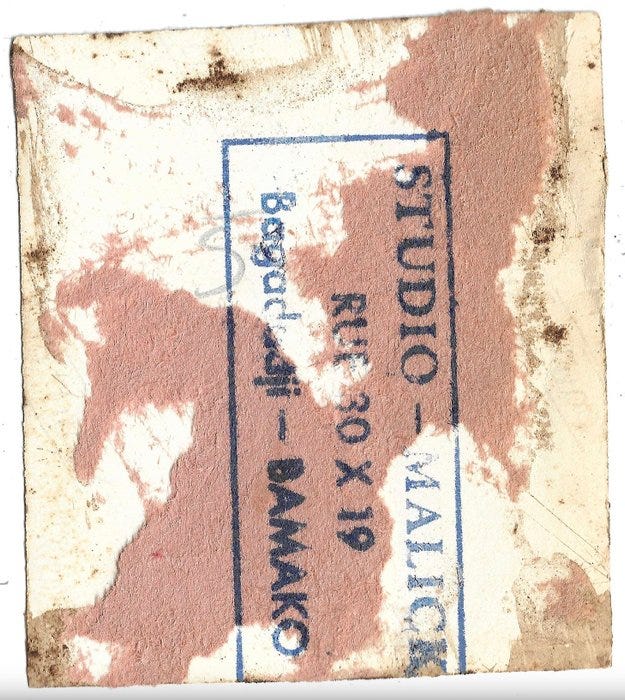 STUDIO — MALICK
RUE 30 X 19
Bagadadji — BAMAKO